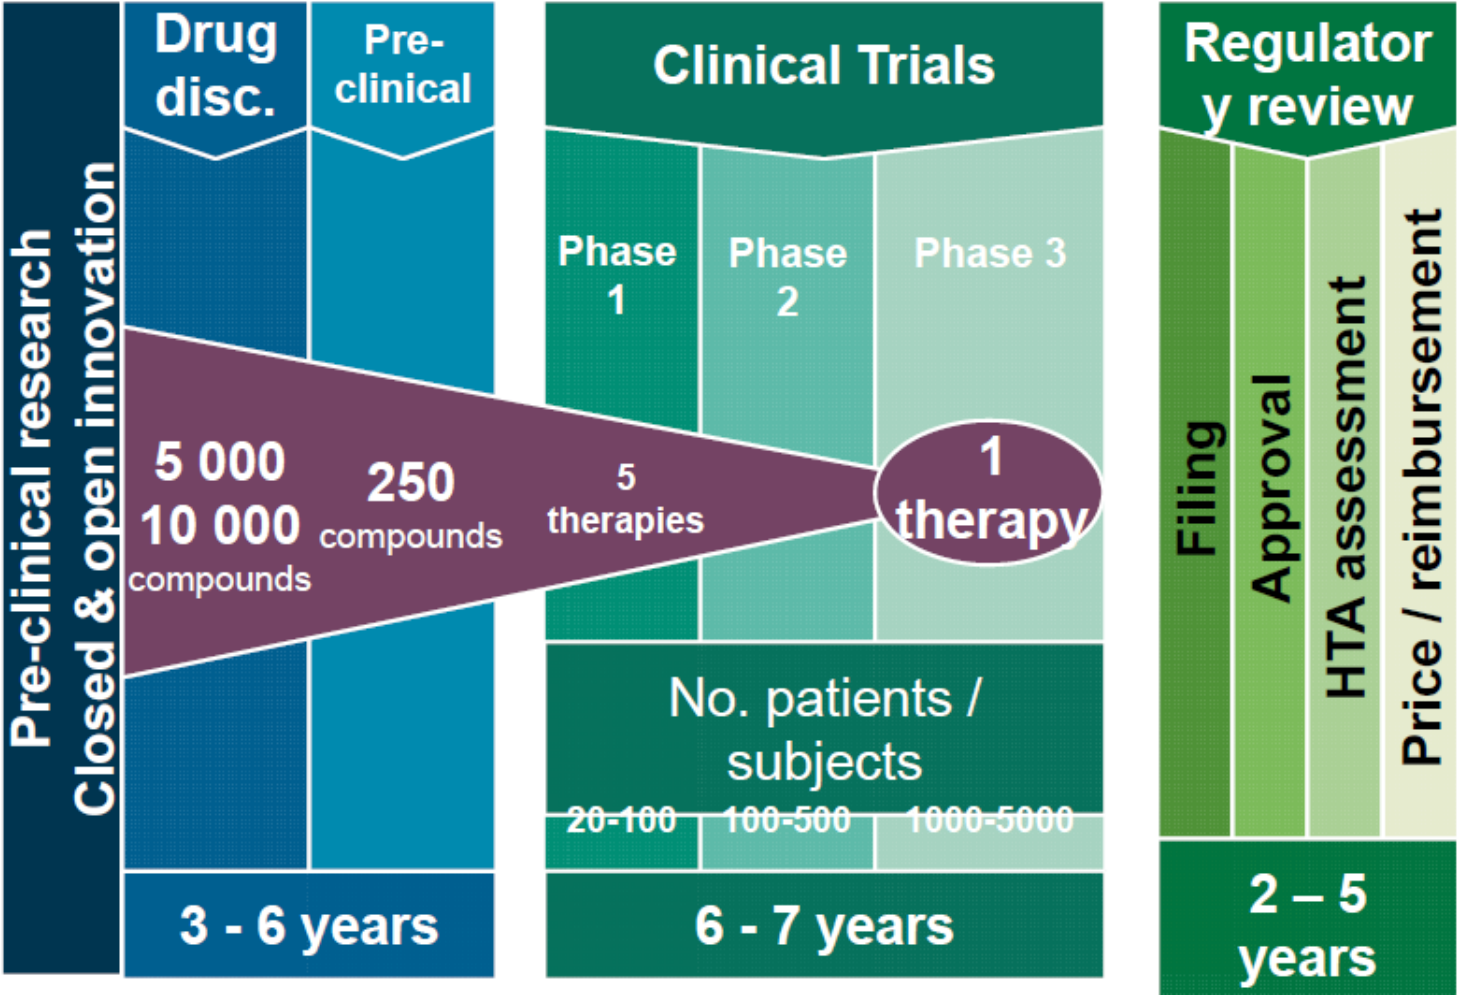 Pre-clinical research
Closed & open innovation
Drug
disc.
Pre-
clinical
5 000
10 000
compounds
250
compounds
3 - 6 years
Clinical Trials
Phase
1
Phase
2
Phase 3
5
therapies
1
therapy
No. patients /
subjects
20-100
100-500
1000-5000
6 - 7 years
Regulator
y review
Filing
Approval
HTA assessment
Price / reimbursement
2 – 5
years